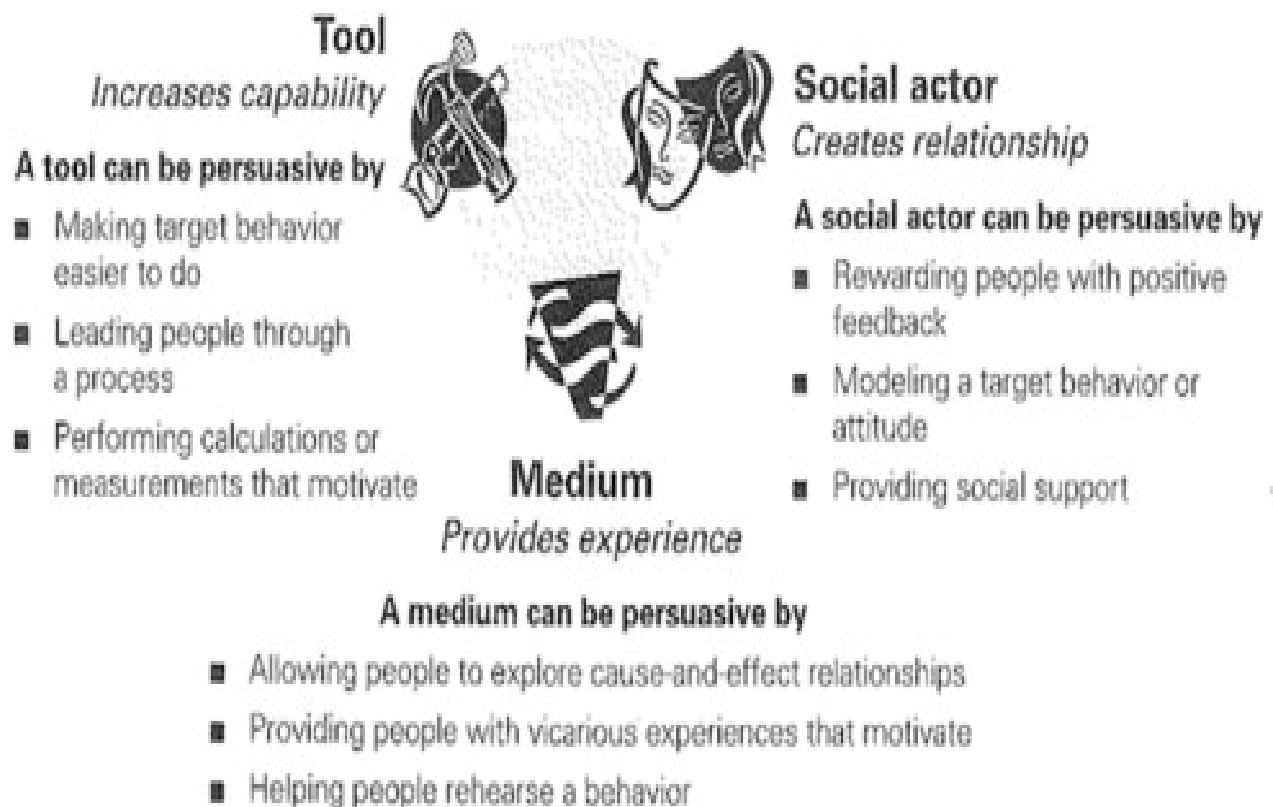 Tool
Increases capability
A tool can be persuasive by
■ Making target behavior
easier to do
■ Leading people through
a process
■ Performing calculations or
measurements that motivate
Social actor
Creates relationship
A social actor can be persuasive by
■ Rewarding people with positive
feedback
■ Modeling a target behavior or
attitude
■ Providing social support
Medium
Provides experience
A medium can be persuasive by
■ Allowing people to explore cause-and-effect relationships
■ Providing people with vicarious experiences that motivate
■ Helping people rehearse a behavior